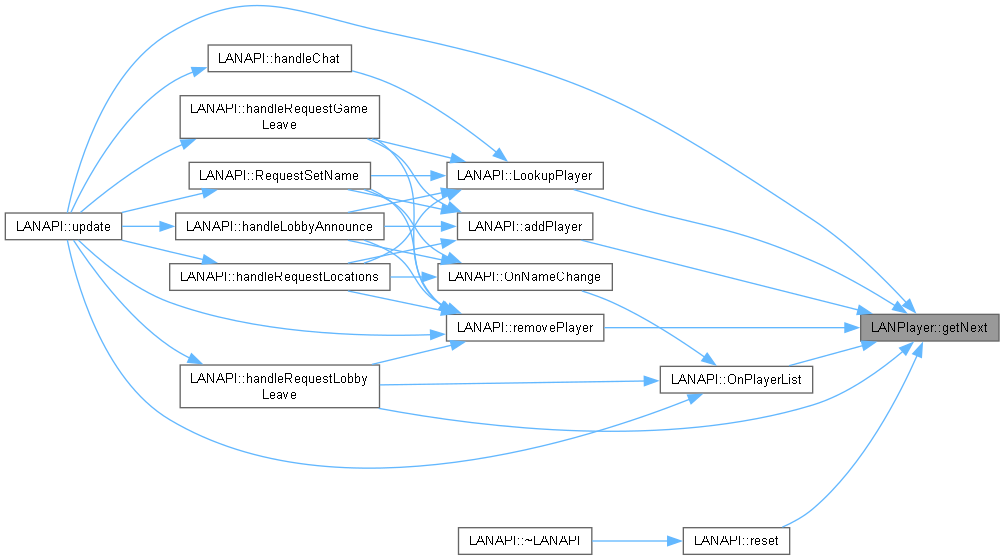 LANAPI::handleChat
LANAPI::handleRequestGame
Leave
LANAPI::RequestSetName
LANAPI::LookupPlayer
LANAPI::update
LANAPI::handleLobbyAnnounce
LANAPI::addPlayer
LANAPI::handleRequestLocations
LANAPI::OnNameChange
LANAPI::removePlayer
LANPlayer::getNext
LANAPI::handleRequestLobby
Leave
LANAPI::OnPlayerList
LANAPI::~LANAPI
LANAPI::reset